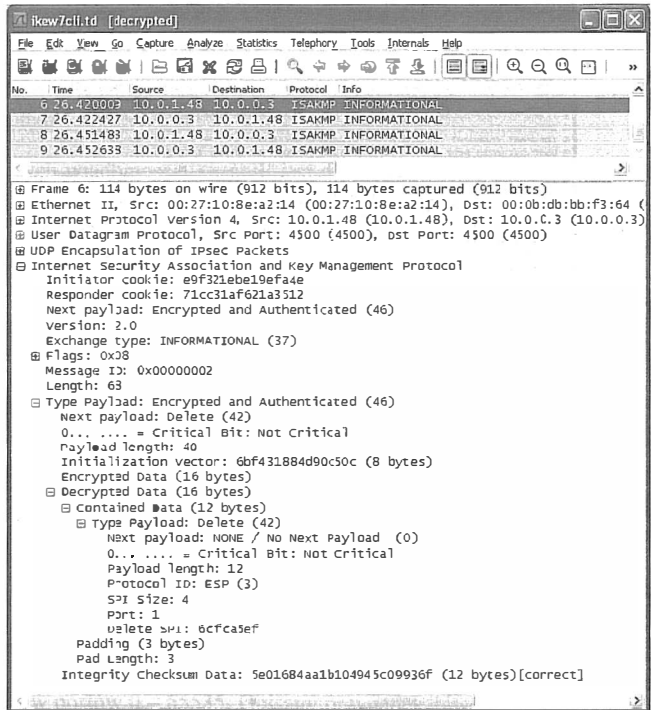 ikew7cli.td [decrypted]
File Edit View Go Capture Analyze Statistics Telephony Tools Internals Help
No. Time Source Destination Protocol Info
6 26.420009 10.0.1.48 10.0.0.3 ISAKMP INFORMATIONAL
7 26.422427 10.0.0.3 10.0.1.48 ISAKMP INFORMATIONAL
8 26.451483 10.0.1.48 10.0.0.3 ISAKMP INFORMATIONAL
9 26.452633 10.0.0.3 10.0.1.48 ISAKMP INFORMATIONAL
Frame 6: 114 bytes on wire (912 bits), 114 bytes captured (912 bits)
Ethernet II, Src: 00:27:10:8e:a2:14 (00:27:10:8e:a2:14), Dst: 00:0b:db:bb:f3:64 (
Internet Protocol Version 4, Src: 10.0.1.48 (10.0.1.48), Dst: 10.0.0.3 (10.0.0.3)
User Datagram Protocol, Src Port: 4500 (4500), Dst Port: 4500 (4500)
UDP Encapsulation of IPsec Packets
Internet Security Association and Key Management Protocol
Initiator cookie: e9f321ebe19efa4e
Responder cookie: 71cc31af621a3512
Next payload: Encrypted and Authenticated (46)
Version: 2.0
Exchange type: INFORMATIONAL (37)
Flags: 0x08
Message ID: 0x00000002
Length: 63
Type Payload: Encrypted and Authenticated (46)
Next payload: Delete (42)
0... .... = Critical Bit: Not Critical
Payload length: 40
Initialization vector: 6bf431884d90c50c (8 bytes)
Encrypted Data (16 bytes)
Decrypted Data (16 bytes)
Contained Data (12 bytes)
Type Payload: Delete (42)
Next payload: NONE / No Next Payload (0)
0... .... = Critical Bit: Not Critical
Payload length: 12
Protocol ID: ESP (3)
SPI Size: 4
Port: 1
Delete SPI: 6cfca5ef
Padding (3 bytes)
Pad Length: 3
Integrity Checksum Data: 5e01684aa1b104945c09936f (12 bytes)[correct]